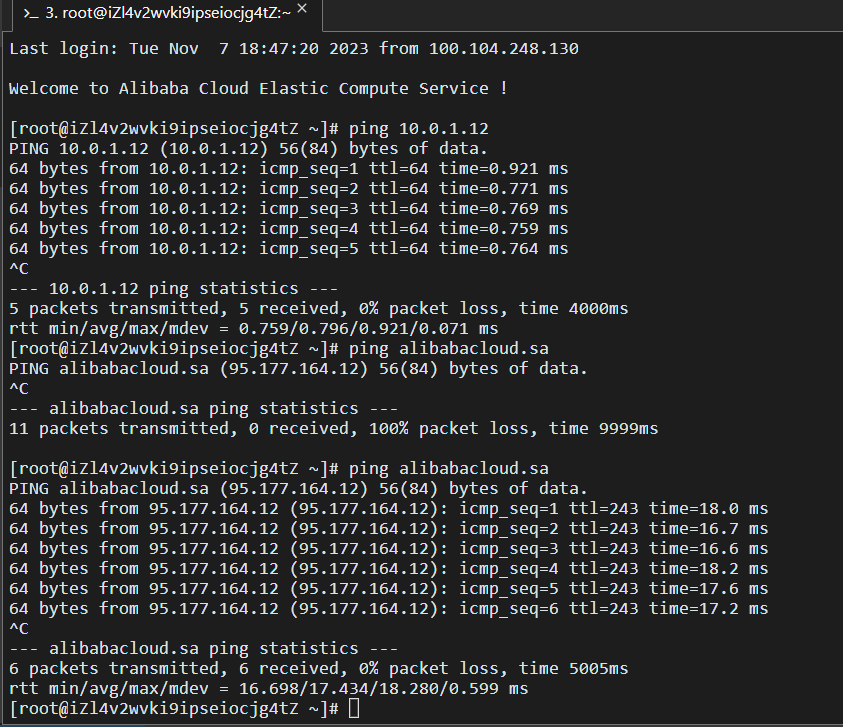 >_ 3. root@iZl4v2wvki9ipseiocjg4tZ:~ ×
Last login: Tue Nov  7 18:47:20 2023 from 100.104.248.130
Welcome to Alibaba Cloud Elastic Compute Service !
[root@iZl4v2wvki9ipseiocjg4tZ ~]# ping 10.0.1.12
PING 10.0.1.12 (10.0.1.12) 56(84) bytes of data.
64 bytes from 10.0.1.12: icmp_seq=1 ttl=64 time=0.921 ms
64 bytes from 10.0.1.12: icmp_seq=2 ttl=64 time=0.771 ms
64 bytes from 10.0.1.12: icmp_seq=3 ttl=64 time=0.769 ms
64 bytes from 10.0.1.12: icmp_seq=4 ttl=64 time=0.759 ms
64 bytes from 10.0.1.12: icmp_seq=5 ttl=64 time=0.764 ms
^C
--- 10.0.1.12 ping statistics ---
5 packets transmitted, 5 received, 0% packet loss, time 4000ms
rtt min/avg/max/mdev = 0.759/0.796/0.921/0.071 ms
[root@iZl4v2wvki9ipseiocjg4tZ ~]# ping alibabacloud.sa
PING alibabacloud.sa (95.177.164.12) 56(84) bytes of data.
^C
--- alibabacloud.sa ping statistics ---
11 packets transmitted, 0 received, 100% packet loss, time 9999ms
[root@iZl4v2wvki9ipseiocjg4tZ ~]# ping alibabacloud.sa
PING alibabacloud.sa (95.177.164.12) 56(84) bytes of data.
64 bytes from 95.177.164.12 (95.177.164.12): icmp_seq=1 ttl=243 time=18.0 ms
64 bytes from 95.177.164.12 (95.177.164.12): icmp_seq=2 ttl=243 time=16.7 ms
64 bytes from 95.177.164.12 (95.177.164.12): icmp_seq=3 ttl=243 time=16.6 ms
64 bytes from 95.177.164.12 (95.177.164.12): icmp_seq=4 ttl=243 time=18.2 ms
64 bytes from 95.177.164.12 (95.177.164.12): icmp_seq=5 ttl=243 time=17.6 ms
64 bytes from 95.177.164.12 (95.177.164.12): icmp_seq=6 ttl=243 time=17.2 ms
^C
--- alibabacloud.sa ping statistics ---
6 packets transmitted, 6 received, 0% packet loss, time 5005ms
rtt min/avg/max/mdev = 16.698/17.434/18.280/0.599 ms
[root@iZl4v2wvki9ipseiocjg4tZ ~]#